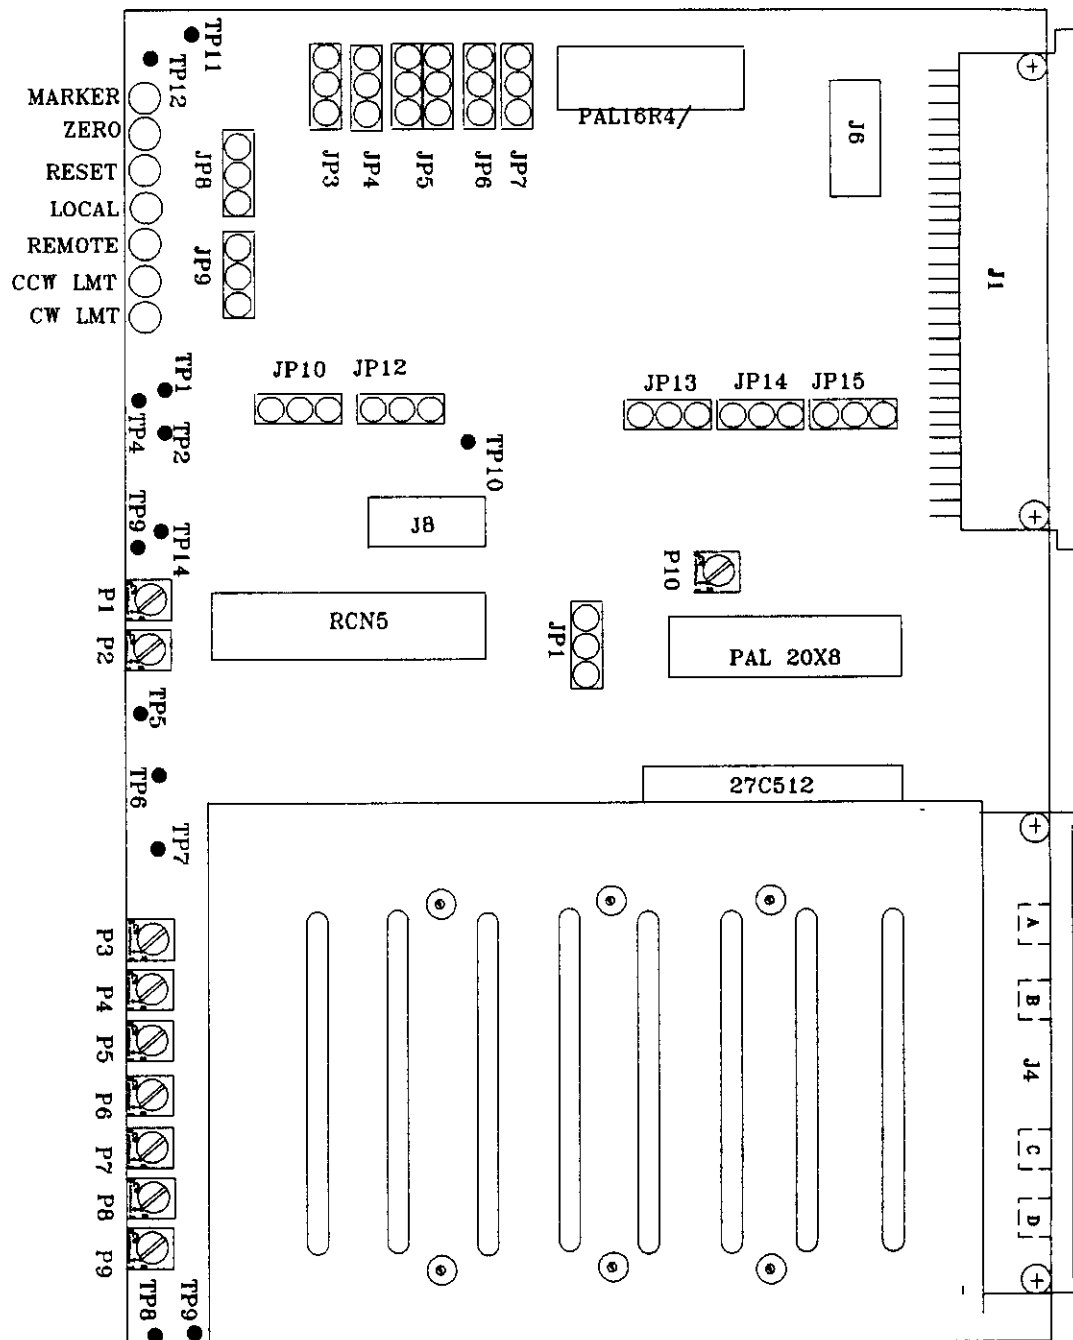 TP11
TP12
MARKER
ZERO
RESET
LOCAL
REMOTE
CCW LMT
CW LMT
JP8
JP9
JP3
JP4
JP5
JP6
JP7
PAL16R4/
J6
J1
TP1
TP4
TP2
JP10
JP12
TP10
JP13
JP14
JP15
TP9
TP14
J8
P10
P1
P2
RCN5
JP1
PAL 20X8
TP5
TP6
27C512
TP7
A
B
J4
C
D
P3
P4
P5
P6
P7
P8
P9
TP8
TP9